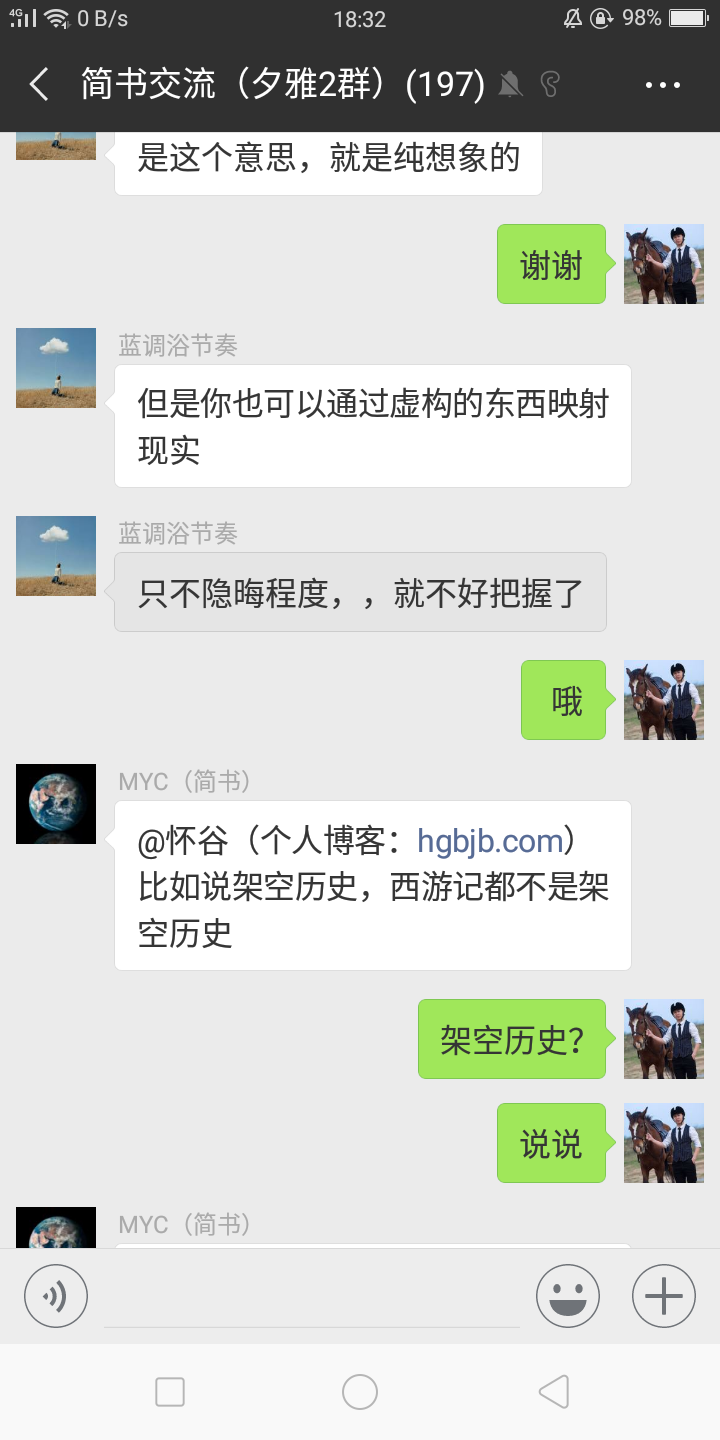 4G 0 B/s 18:32 98%
简书交流（夕雅2群）(197)
是这个意思，就是纯想象的
谢谢
蓝调浴节奏
但是你也可以通过虚构的东西映射
现实
蓝调浴节奏
只不隐晦程度，，就不好把握了
哦
MYC（简书）
@怀谷（个人博客：hgbjb.com）
比如说架空历史，西游记都不是架
空历史
架空历史？
说说
MYC（简书）